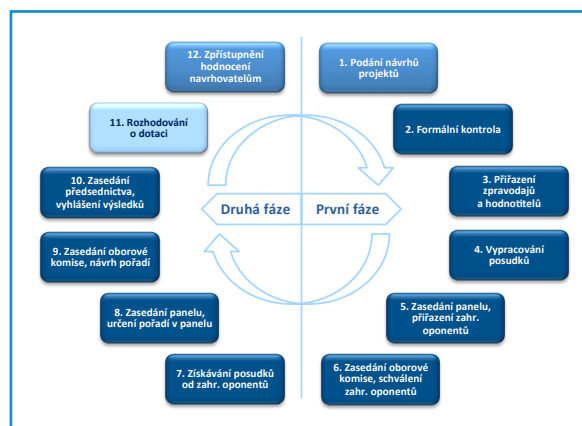 12. Zpřístupnění
hodnocení
navrhovatelům
1. Podání návrhů
projektů
11. Rozhodování
o dotaci
2. Formální kontrola
10. Zasedání
předsednictva,
vyhlášení výsledků
3. Přiřazení
zpravodajů
a hodnotitelů
Druhá fáze
První fáze
9. Zasedání oborové
komise, návrh pořadí
4. Vypracování
posudků
8. Zasedání panelu,
určení pořadí v panelu
5. Zasedání panelu,
přiřazení zahr.
oponentů
7. Získávání posudků
od zahr. oponentů
6. Zasedání oborové
komise, schválení
zahr. oponentů